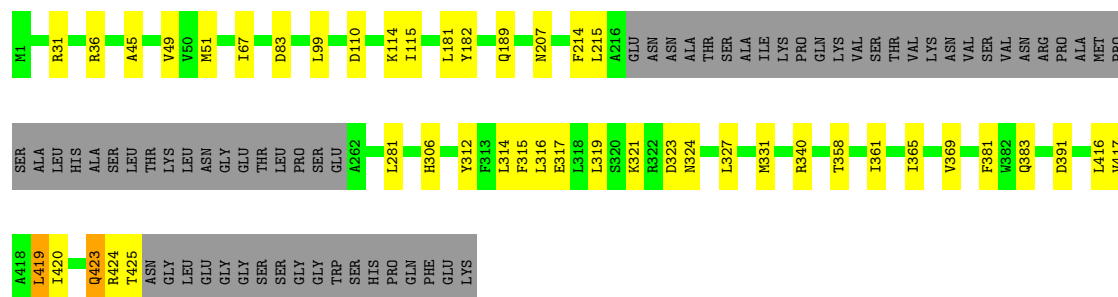 M1 R31 R36 A45 V49 V50 M51 I67 D83 L99 D110 K114 I115 L181 Y182 Q189 N207 F214 L215 A216 GLU ASN ASN ALA THR SER ALA ILE LYS PRO GLN LYS VAL SER THR VAL LYS ASN VAL SER VAL ASN ARG PRO ALA MET PRO
SER ALA LEU HIS ALA SER LEU THR LYS LEU ASN GLY GLU THR LEU PRO SER GLU A262 L281 H306 Y312 F313 L314 F315 L316 E317 L318 L319 S320 K321 R322 D323 N324 L327 M331 R340 T358 I361 I365 V369 F381 W382 Q383 D391 L416 V417
A418 L419 I420 Q423 R424 T425 ASN GLY LEU GLU GLY GLY SER SER GLY GLY TRP SER HIS PRO GLN PHE GLU LYS